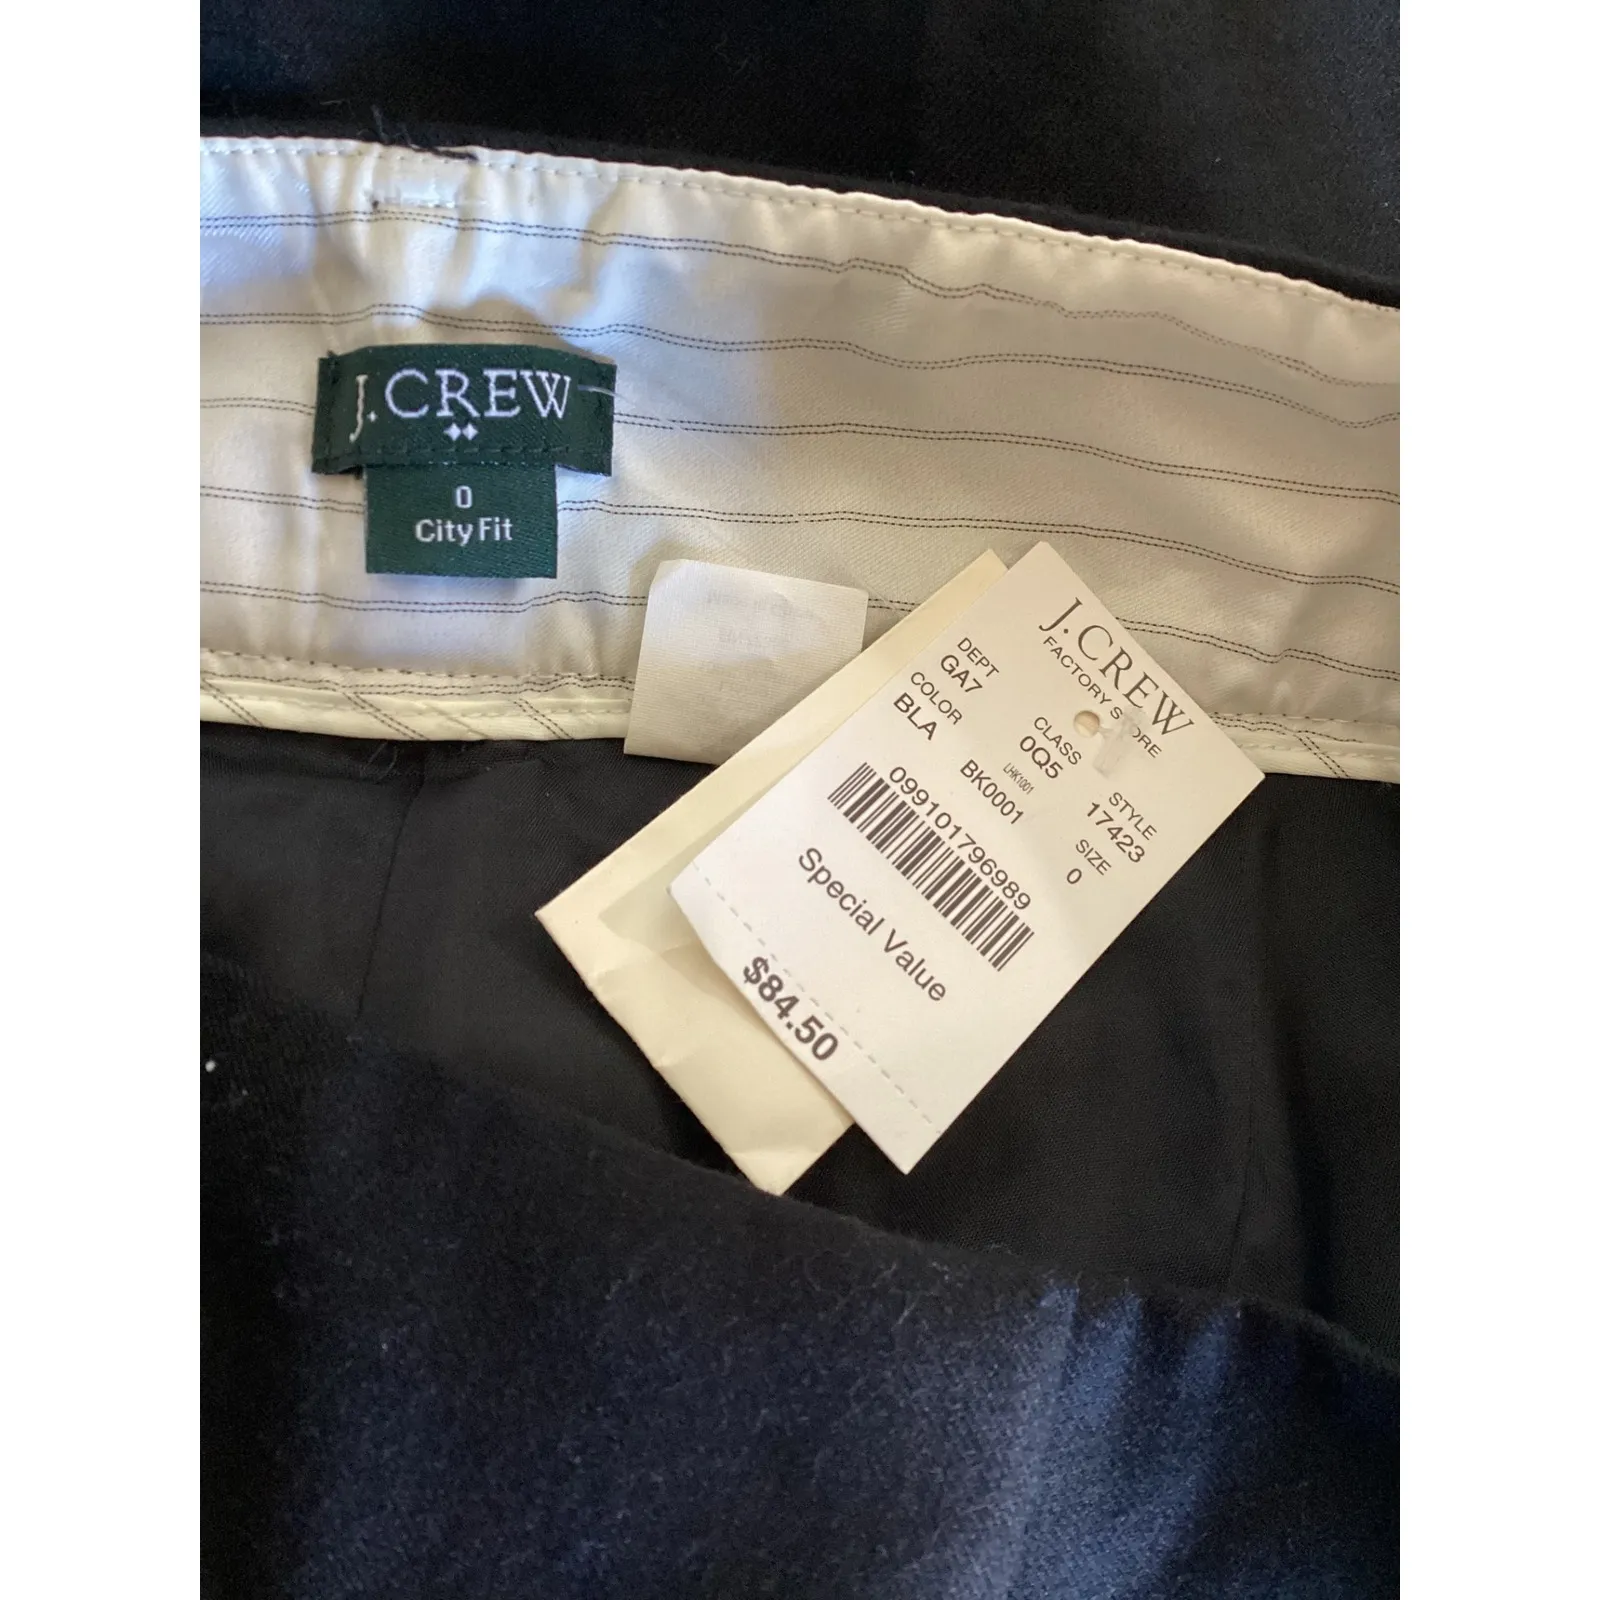 J. CREW
0
City Fit
J. CREW
FACTORY STORE
DEPT CLASS STYLE
GA7 0Q5 17423
LHK1001
COLOR SIZE
BLA BK0001 0
099101796989
Special Value
$84.50